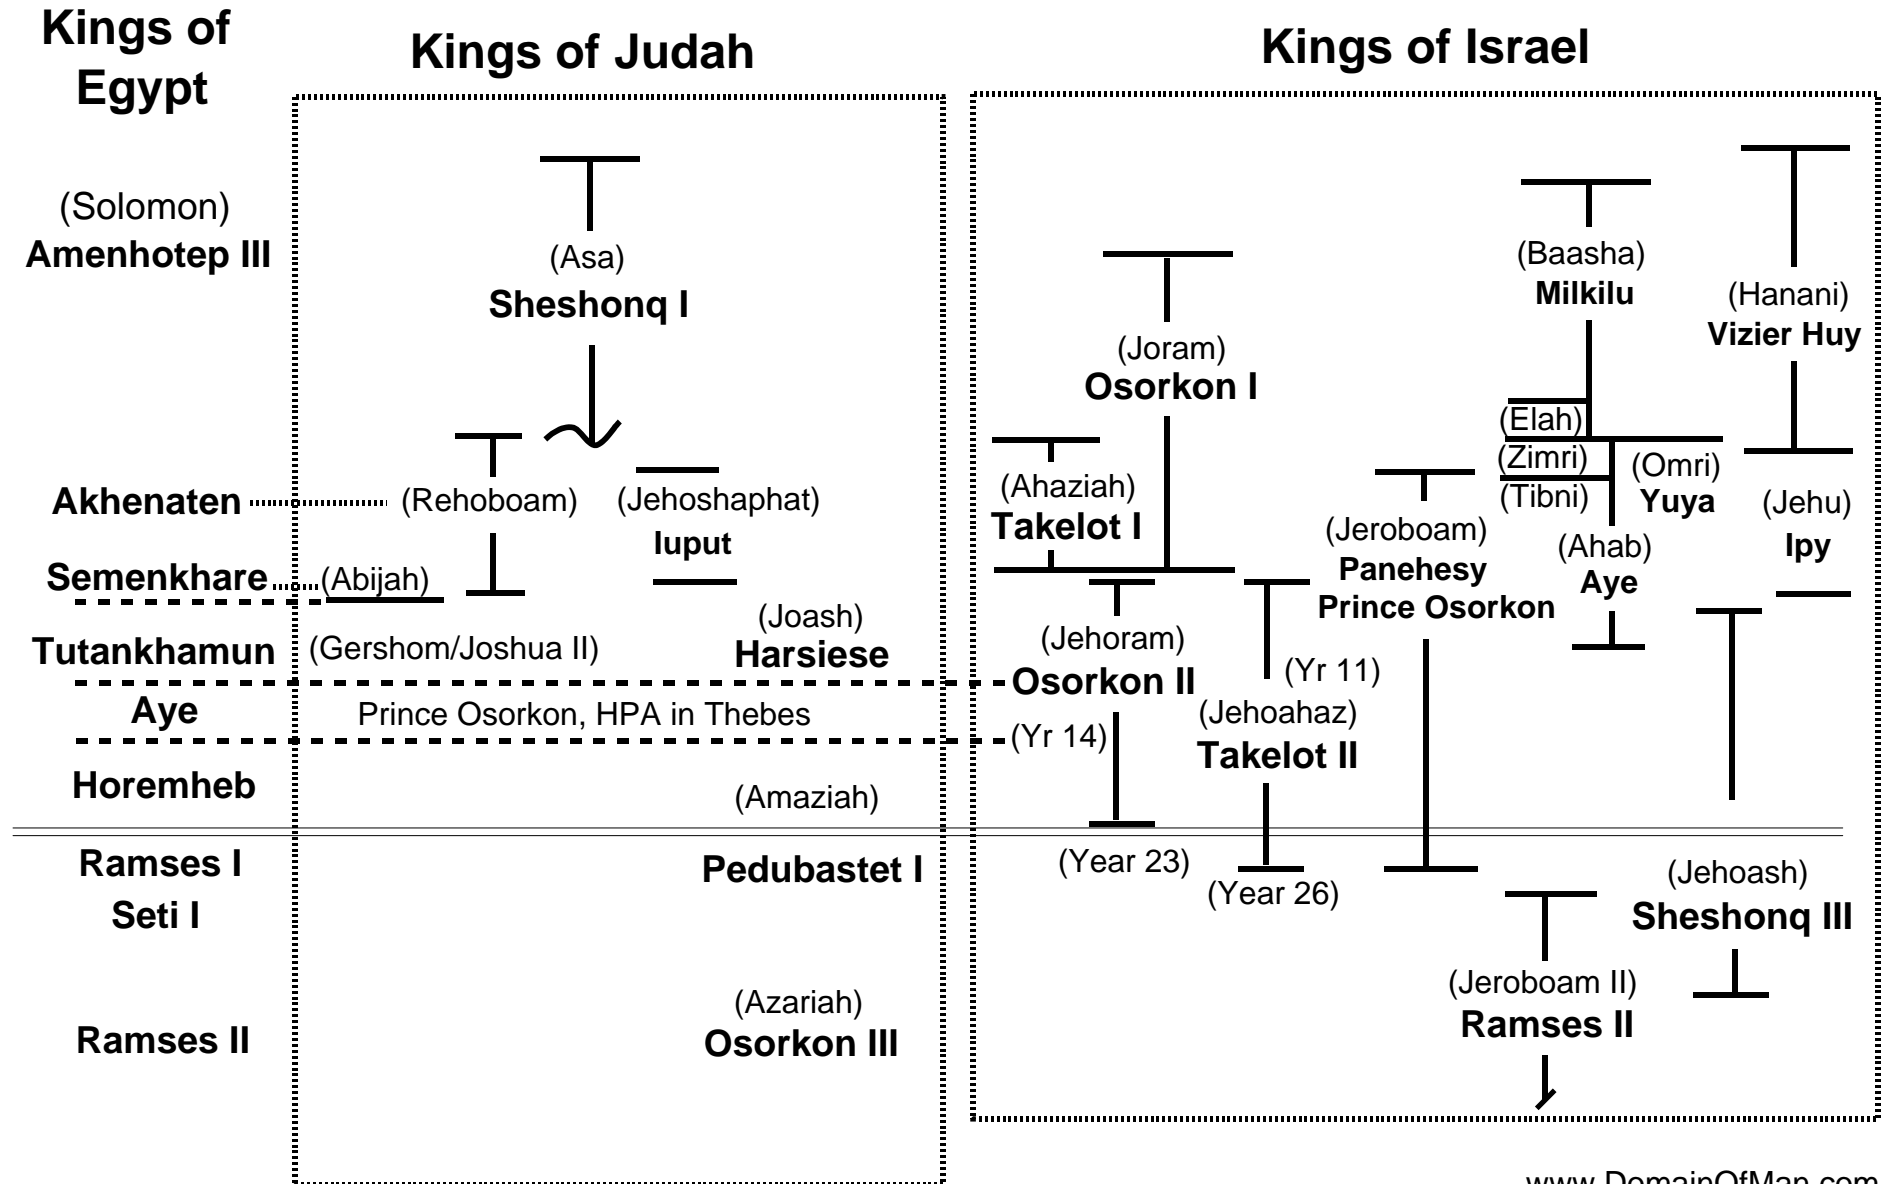 Kings of
Egypt
Kings of Judah
Kings of Israel
(Solomon)
Amenhotep III
(Asa)
Sheshonq I
(Joram)
Osorkon I
(Baasha)
Milkilu
(Hanani)
Vizier Huy
(Elah)
(Zimri)
(Tibni)
(Omri)
Yuya
Akhenaten
(Rehoboam)
(Jehoshaphat)
Iuput
(Ahaziah)
Takelot I
(Jeroboam)
Panehesy
Prince Osorkon
(Ahab)
Aye
(Jehu)
Ipy
Semenkhare
(Abijah)
(Joash)
Harsiese
Tutankhamun
(Gershom/Joshua II)
(Jehoram)
Osorkon II
(Yr 11)
(Jehoahaz)
Takelot II
Aye
Prince Osorkon, HPA in Thebes
(Yr 14)
Horemheb
(Amaziah)
Ramses I
Seti I
Pedubastet I
(Year 23)
(Year 26)
(Jehoash)
Sheshonq III
(Jeroboam II)
Ramses II
Ramses II
(Azariah)
Osorkon III
www.DomainOfMan.com